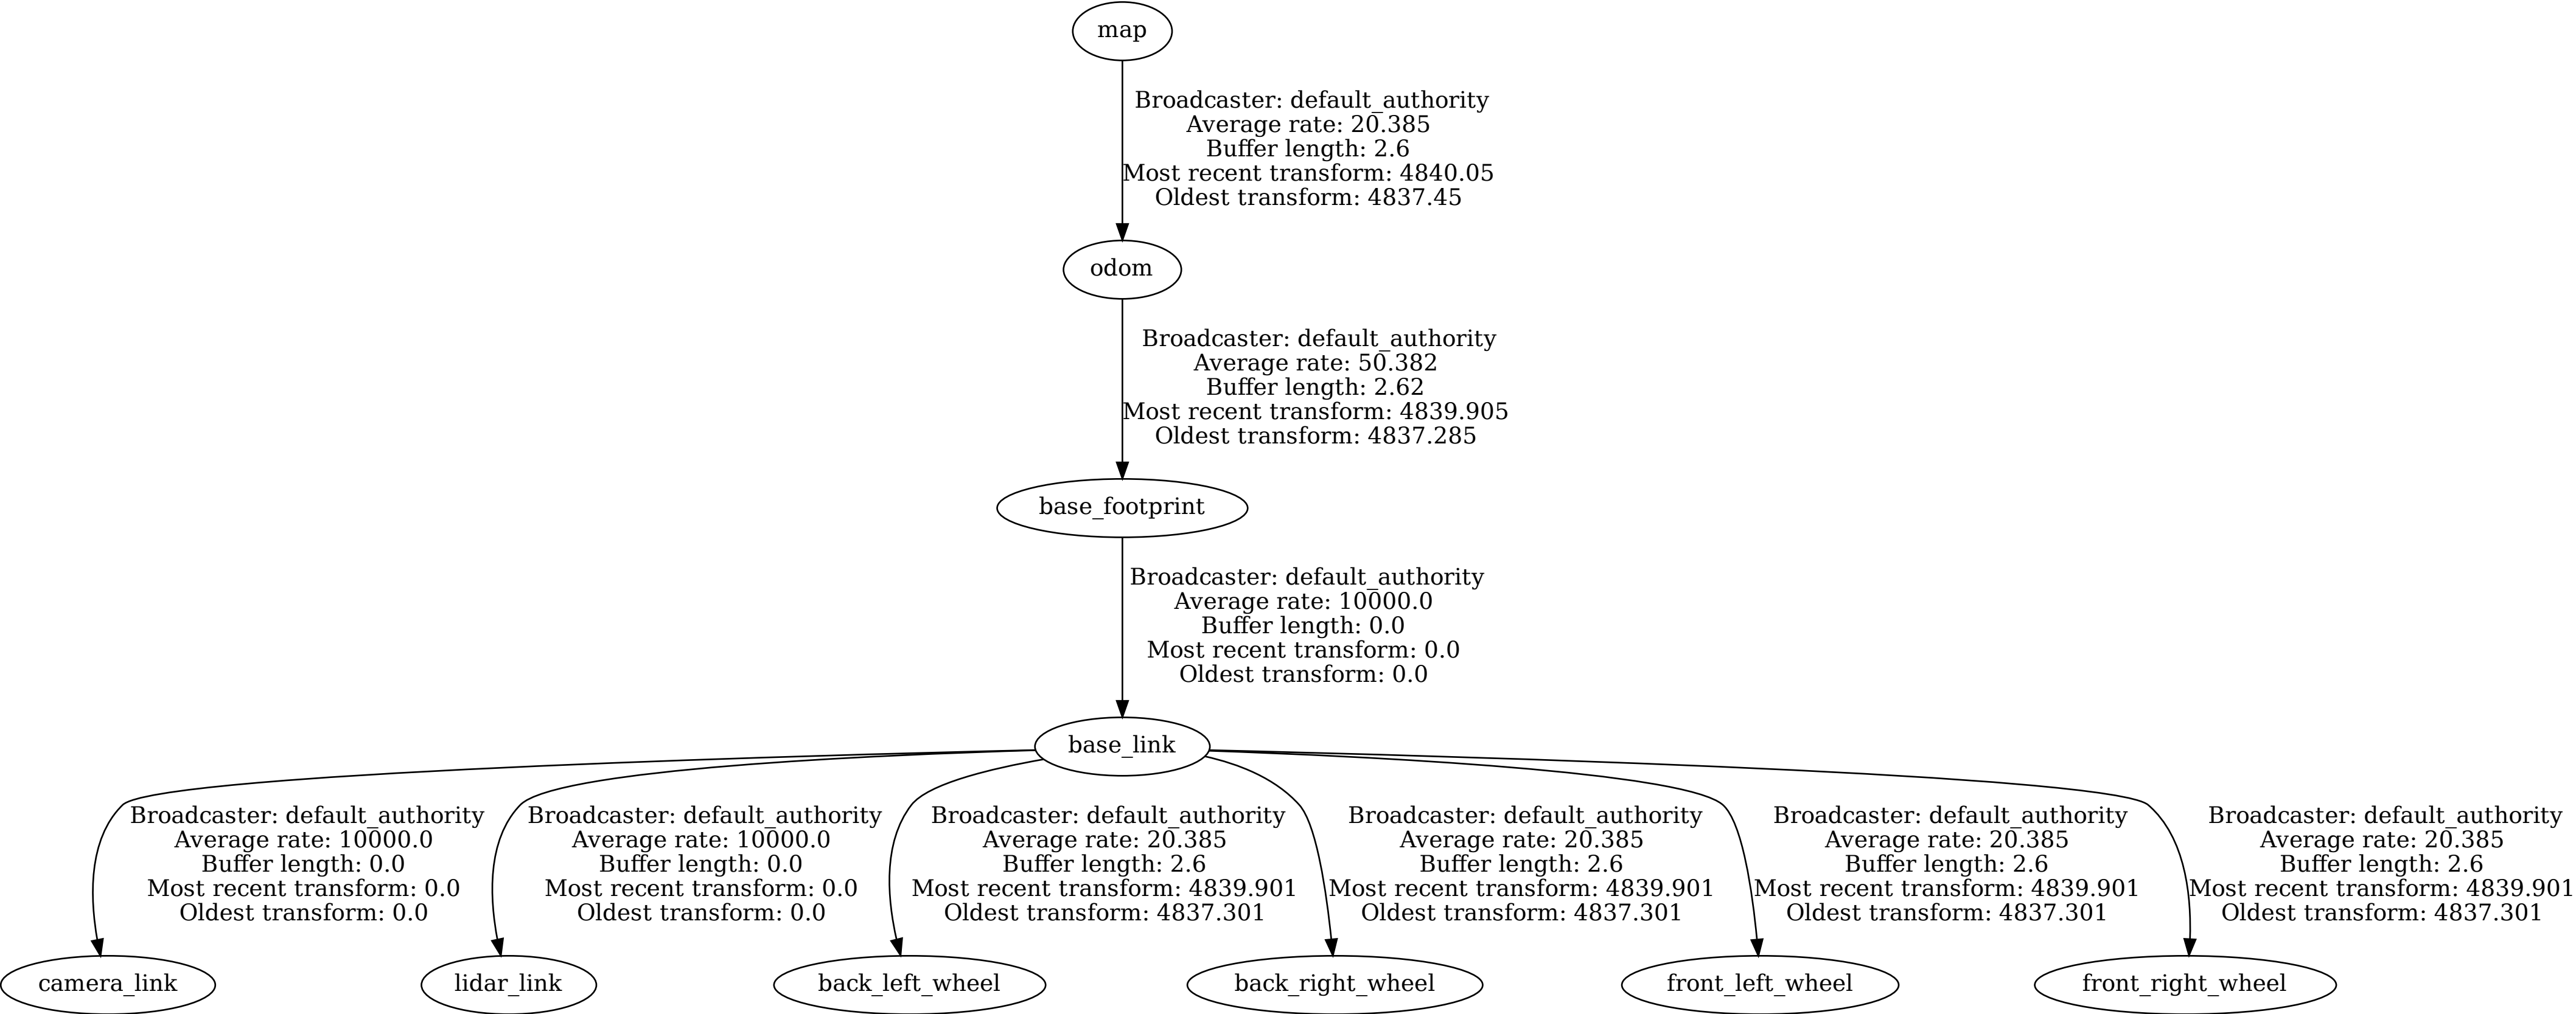 map
Broadcaster: default_authority
Average rate: 20.385
Buffer length: 2.6
Most recent transform: 4840.05
Oldest transform: 4837.45
odom
Broadcaster: default_authority
Average rate: 50.382
Buffer length: 2.62
Most recent transform: 4839.905
Oldest transform: 4837.285
base_footprint
Broadcaster: default_authority
Average rate: 10000.0
Buffer length: 0.0
Most recent transform: 0.0
Oldest transform: 0.0
base_link
Broadcaster: default_authority
Average rate: 10000.0
Buffer length: 0.0
Most recent transform: 0.0
Oldest transform: 0.0
Broadcaster: default_authority
Average rate: 10000.0
Buffer length: 0.0
Most recent transform: 0.0
Oldest transform: 0.0
Broadcaster: default_authority
Average rate: 20.385
Buffer length: 2.6
Most recent transform: 4839.901
Oldest transform: 4837.301
Broadcaster: default_authority
Average rate: 20.385
Buffer length: 2.6
Most recent transform: 4839.901
Oldest transform: 4837.301
Broadcaster: default_authority
Average rate: 20.385
Buffer length: 2.6
Most recent transform: 4839.901
Oldest transform: 4837.301
Broadcaster: default_authority
Average rate: 20.385
Buffer length: 2.6
Most recent transform: 4839.901
Oldest transform: 4837.301
camera_link
lidar_link
back_left_wheel
back_right_wheel
front_left_wheel
front_right_wheel